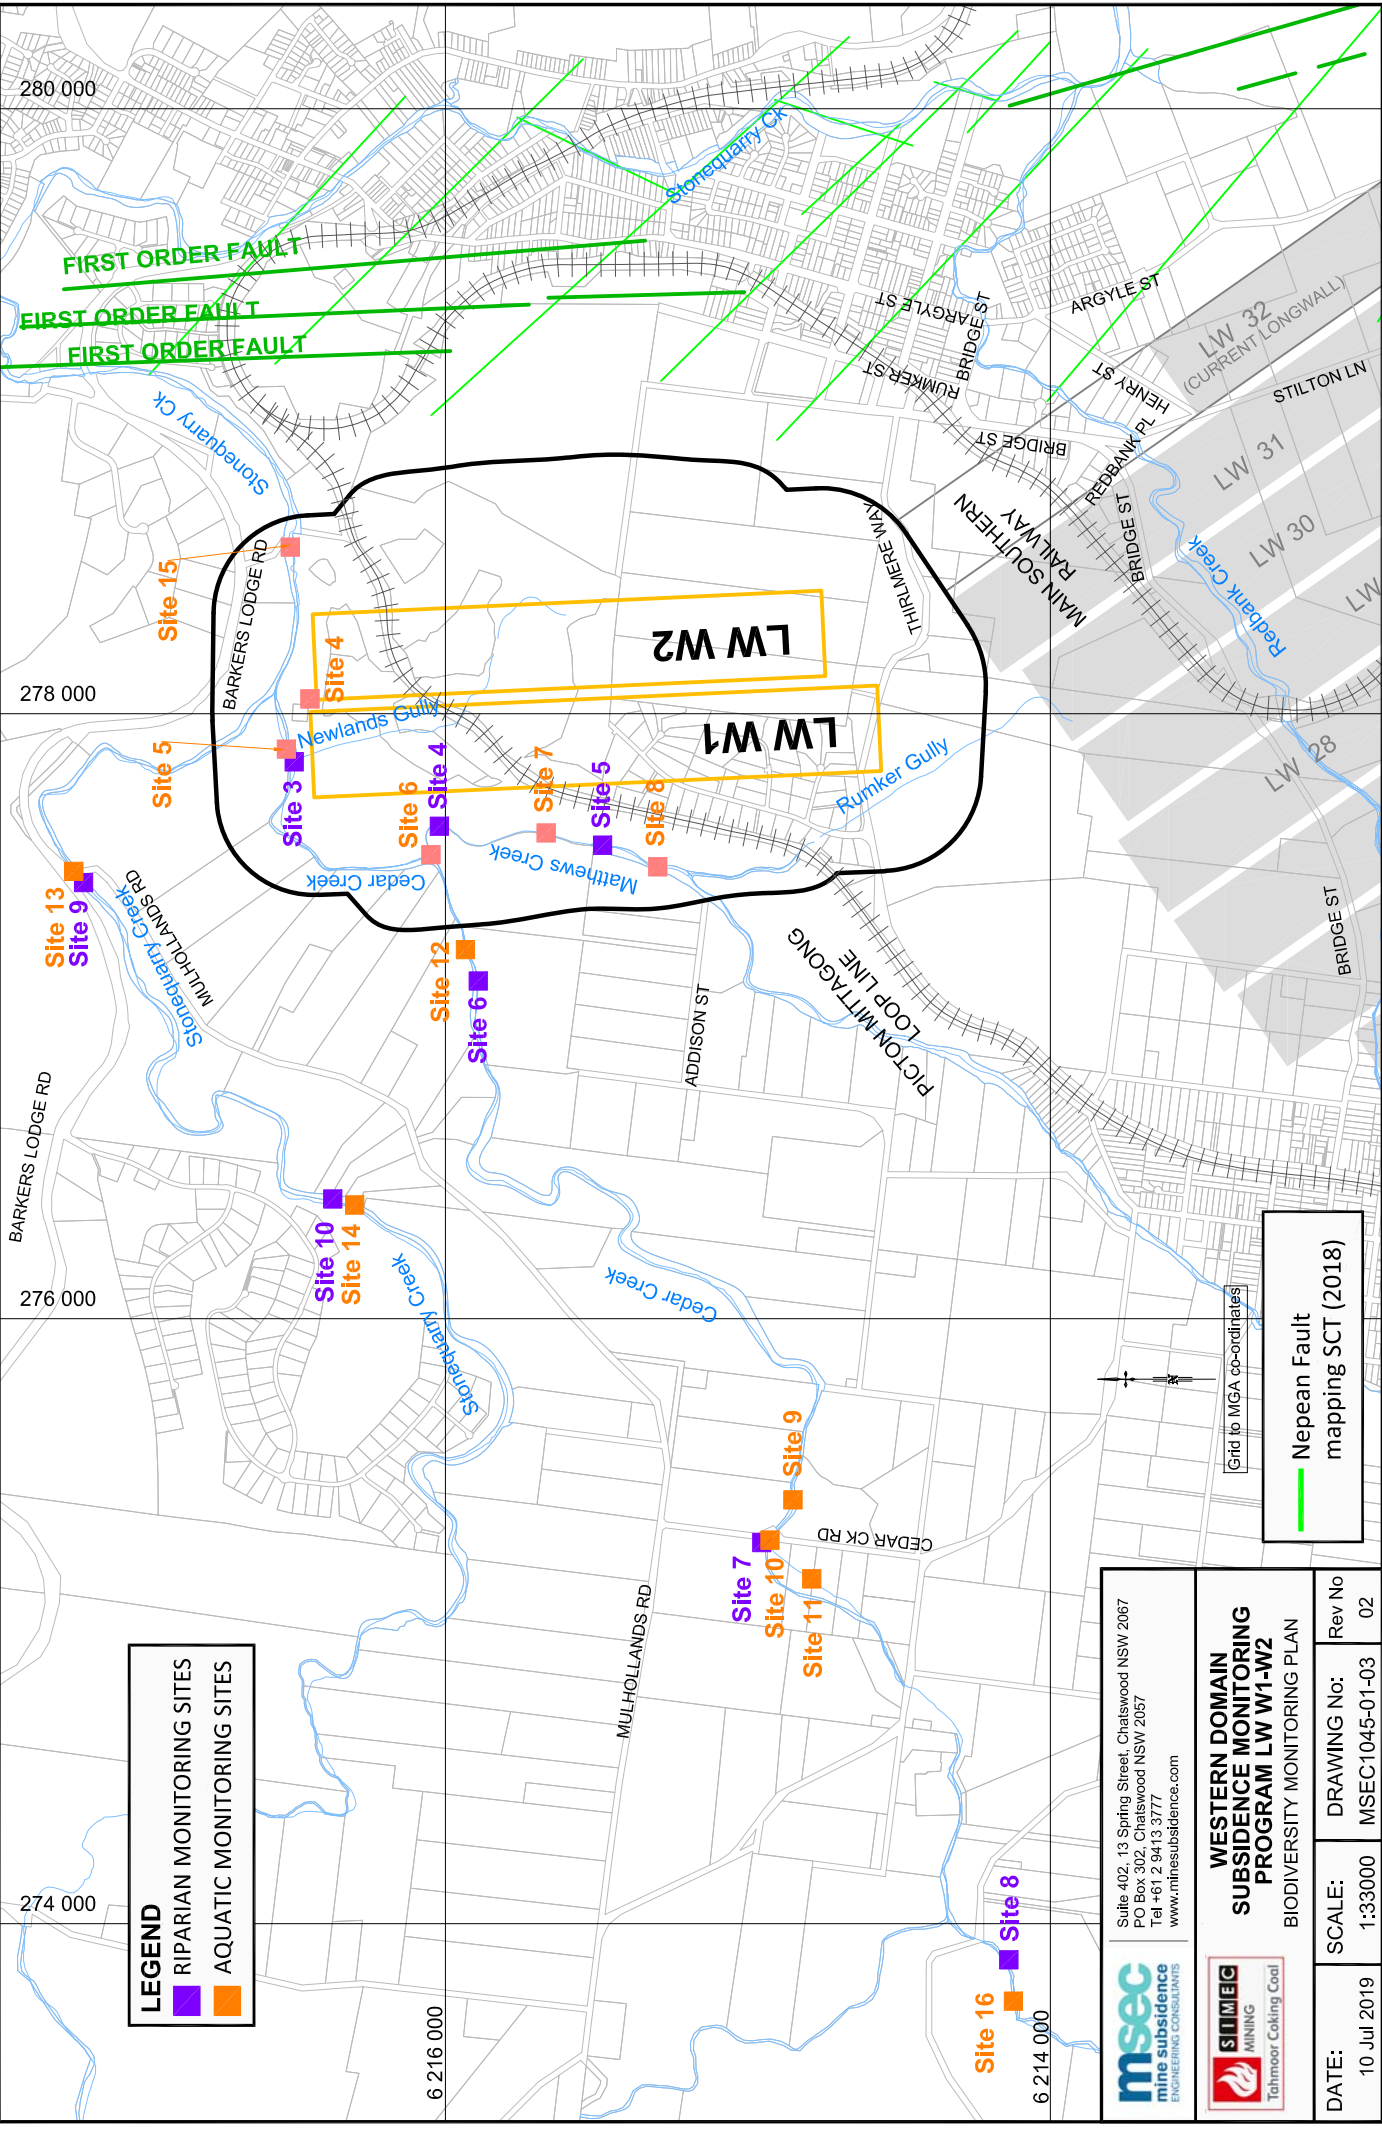 280 000
278 000
276 000
274 000
6 216 000
6 214 000
FIRST ORDER FAULT
FIRST ORDER FAULT
FIRST ORDER FAULT
Stonequarry Ck
Stonequarry Ck
ARGYLE ST
ARGYLE ST
BRIDGE ST
RUMKER ST
HENRY ST
BRIDGE ST
REDBANK PL
STILTON LN
LW 32
(CURRENT LONGWALL)
LW 31
LW 30
LW
LW 28
BRIDGE ST
Redbank Creek
MAIN SOUTHERN
RAILWAY
THIRLMERE WAY
BARKERS LODGE RD
Site 15
Site 4
Site 5
Newlands Gully
LW W2
LW W1
Site 3
Site 6
Site 4
Site 7
Site 5
Site 8
Rumker Gully
Cedar Creek
Matthews Creek
Site 13
Site 9
MULHOLLANDS RD
Stonequarry Creek
Site 12
Site 6
ADDISON ST
PICTON MITTAGONG
LOOP LINE
BRIDGE ST
BARKERS LODGE RD
Site 10
Site 14
Stonequarry Creek
Cedar Creek
Site 9
Site 7
Site 10
Site 11
CEDAR CK RD
MULHOLLANDS RD
Site 8
Site 16
N
Grid to MGA co-ordinates
Nepean Fault
mapping SCT (2018)
LEGEND
RIPARIAN MONITORING SITES
AQUATIC MONITORING SITES
msec
mine subsidence
ENGINEERING CONSULTANTS
Suite 402, 13 Spring Street, Chatswood NSW 2067
PO Box 302, Chatswood NSW 2057
Tel +61 2 9413 3777
www.minesubsidence.com
SIMEC
MINING
Tahmoor Coking Coal
WESTERN DOMAIN
SUBSIDENCE MONITORING
PROGRAM LW W1-W2
BIODIVERSITY MONITORING PLAN
DATE:
10 Jul 2019
SCALE:
1:33000
DRAWING No:
MSEC1045-01-03
Rev No
02